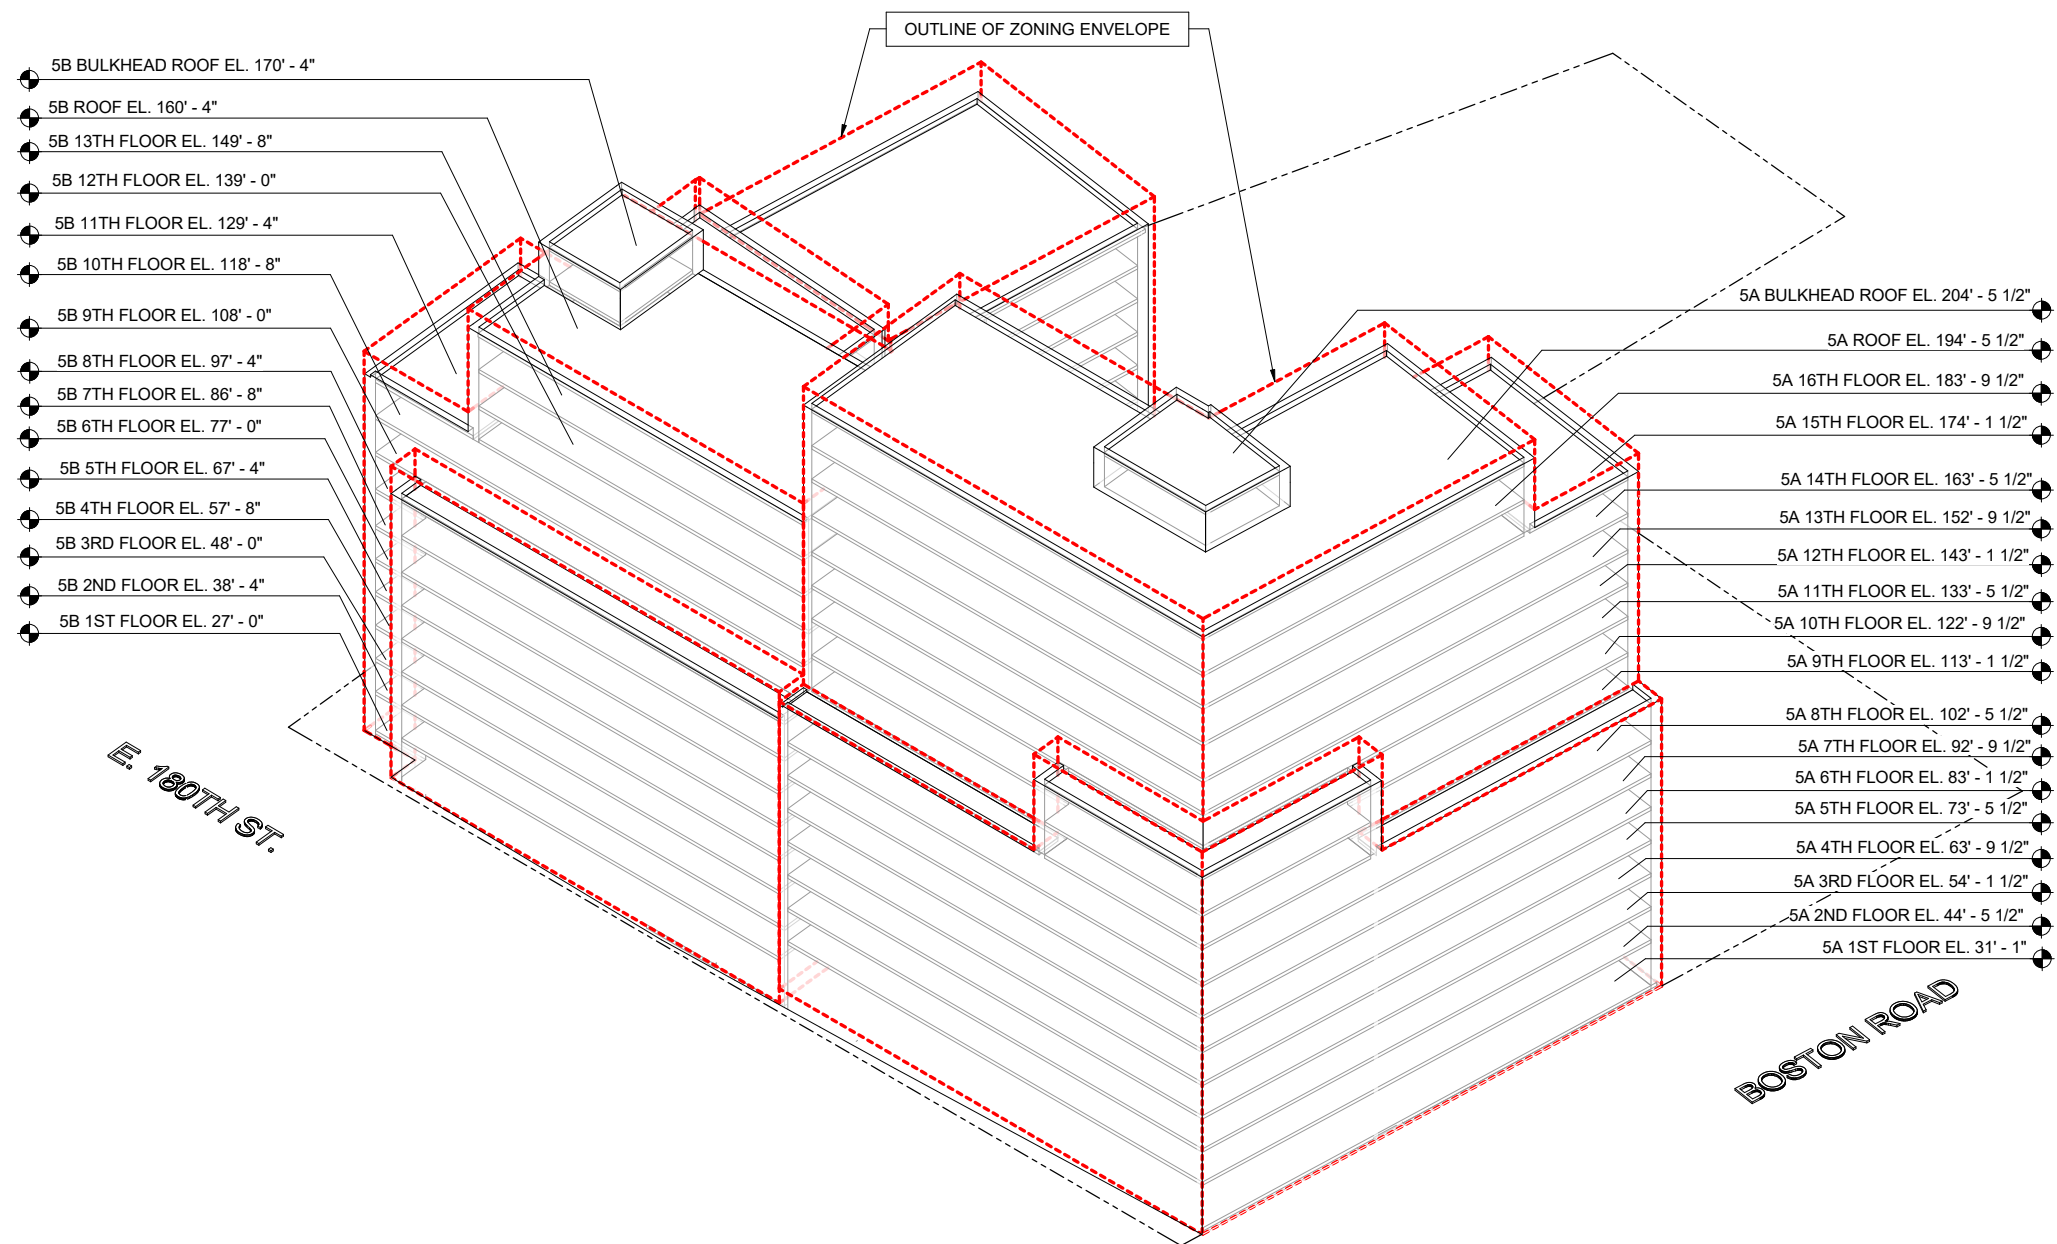 OUTLINE OF ZONING ENVELOPE
5B BULKHEAD ROOF EL. 170' - 4"
5B ROOF EL. 160' - 4"
5B 13TH FLOOR EL. 149' - 8"
5B 12TH FLOOR EL. 139' - 0"
5B 11TH FLOOR EL. 129' - 4"
5B 10TH FLOOR EL. 118' - 8"
5B 9TH FLOOR EL. 108' - 0"
5B 8TH FLOOR EL. 97' - 4"
5B 7TH FLOOR EL. 86' - 8"
5B 6TH FLOOR EL. 77' - 0"
5B 5TH FLOOR EL. 67' - 4"
5B 4TH FLOOR EL. 57' - 8"
5B 3RD FLOOR EL. 48' - 0"
5B 2ND FLOOR EL. 38' - 4"
5B 1ST FLOOR EL. 27' - 0"
E. 180TH ST.
5A BULKHEAD ROOF EL. 204' - 5 1/2"
5A ROOF EL. 194' - 5 1/2"
5A 16TH FLOOR EL. 183' - 9 1/2"
5A 15TH FLOOR EL. 174' - 1 1/2"
5A 14TH FLOOR EL. 163' - 5 1/2"
5A 13TH FLOOR EL. 152' - 9 1/2"
5A 12TH FLOOR EL. 143' - 1 1/2"
5A 11TH FLOOR EL. 133' - 5 1/2"
5A 10TH FLOOR EL. 122' - 9 1/2"
5A 9TH FLOOR EL. 113' - 1 1/2"
5A 8TH FLOOR EL. 102' - 5 1/2"
5A 7TH FLOOR EL. 92' - 9 1/2"
5A 6TH FLOOR EL. 83' - 1 1/2"
5A 5TH FLOOR EL. 73' - 5 1/2"
5A 4TH FLOOR EL. 63' - 9 1/2"
5A 3RD FLOOR EL. 54' - 1 1/2"
5A 2ND FLOOR EL. 44' - 5 1/2"
5A 1ST FLOOR EL. 31' - 1"
BOSTON ROAD